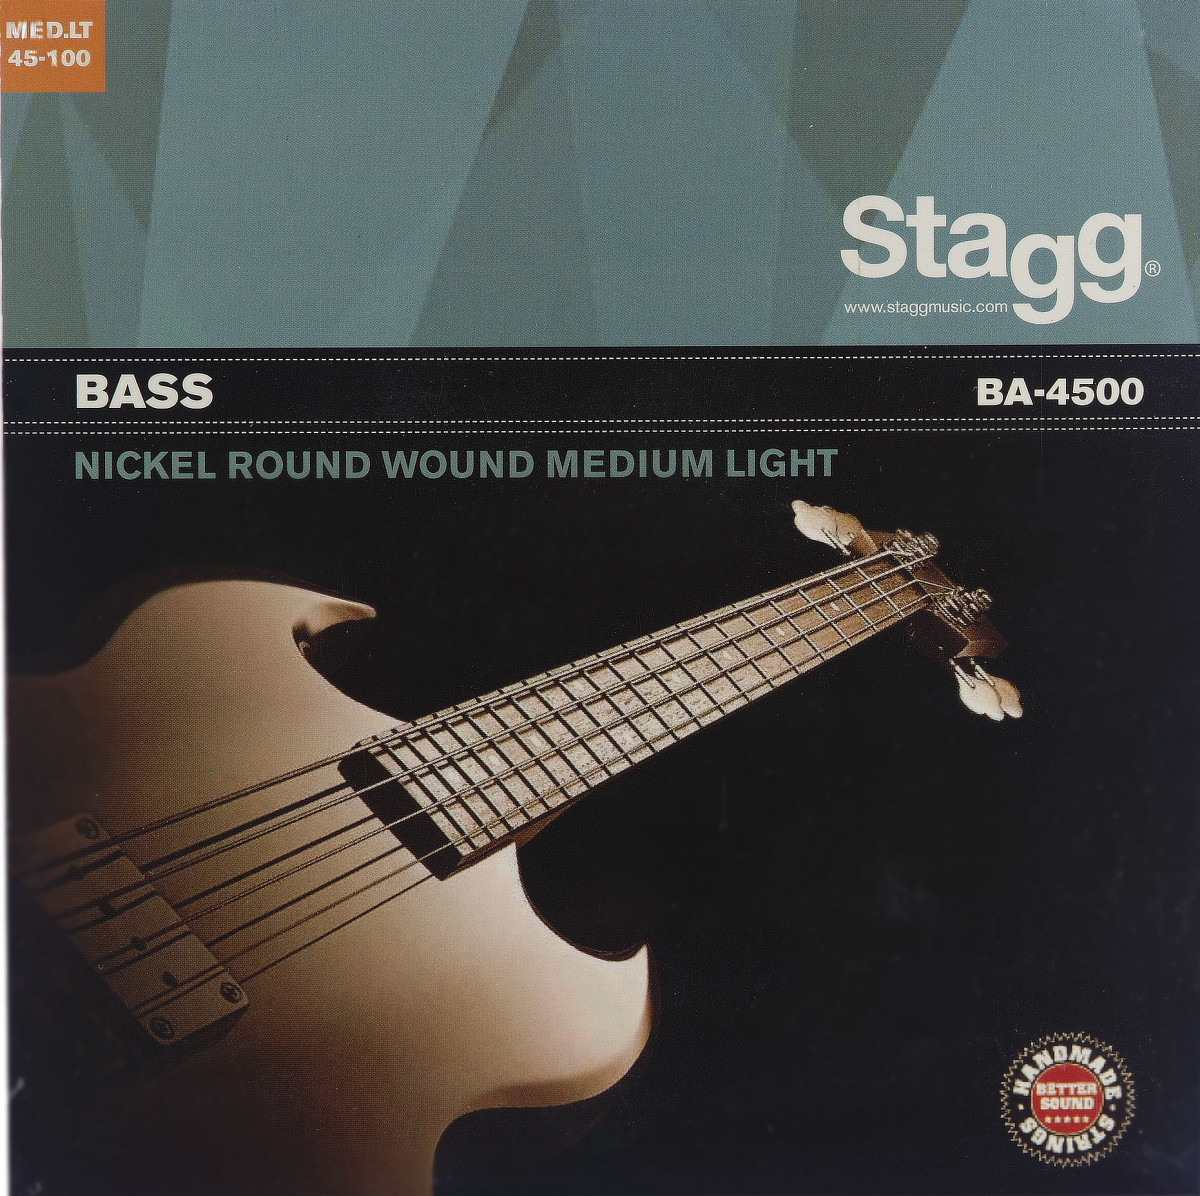 MED.LT
45-100
Stagg®
www.staggmusic.com
BASS
BA-4500
NICKEL ROUND WOUND MEDIUM LIGHT
HANDMADE
BETTER
SOUND
STRINGS